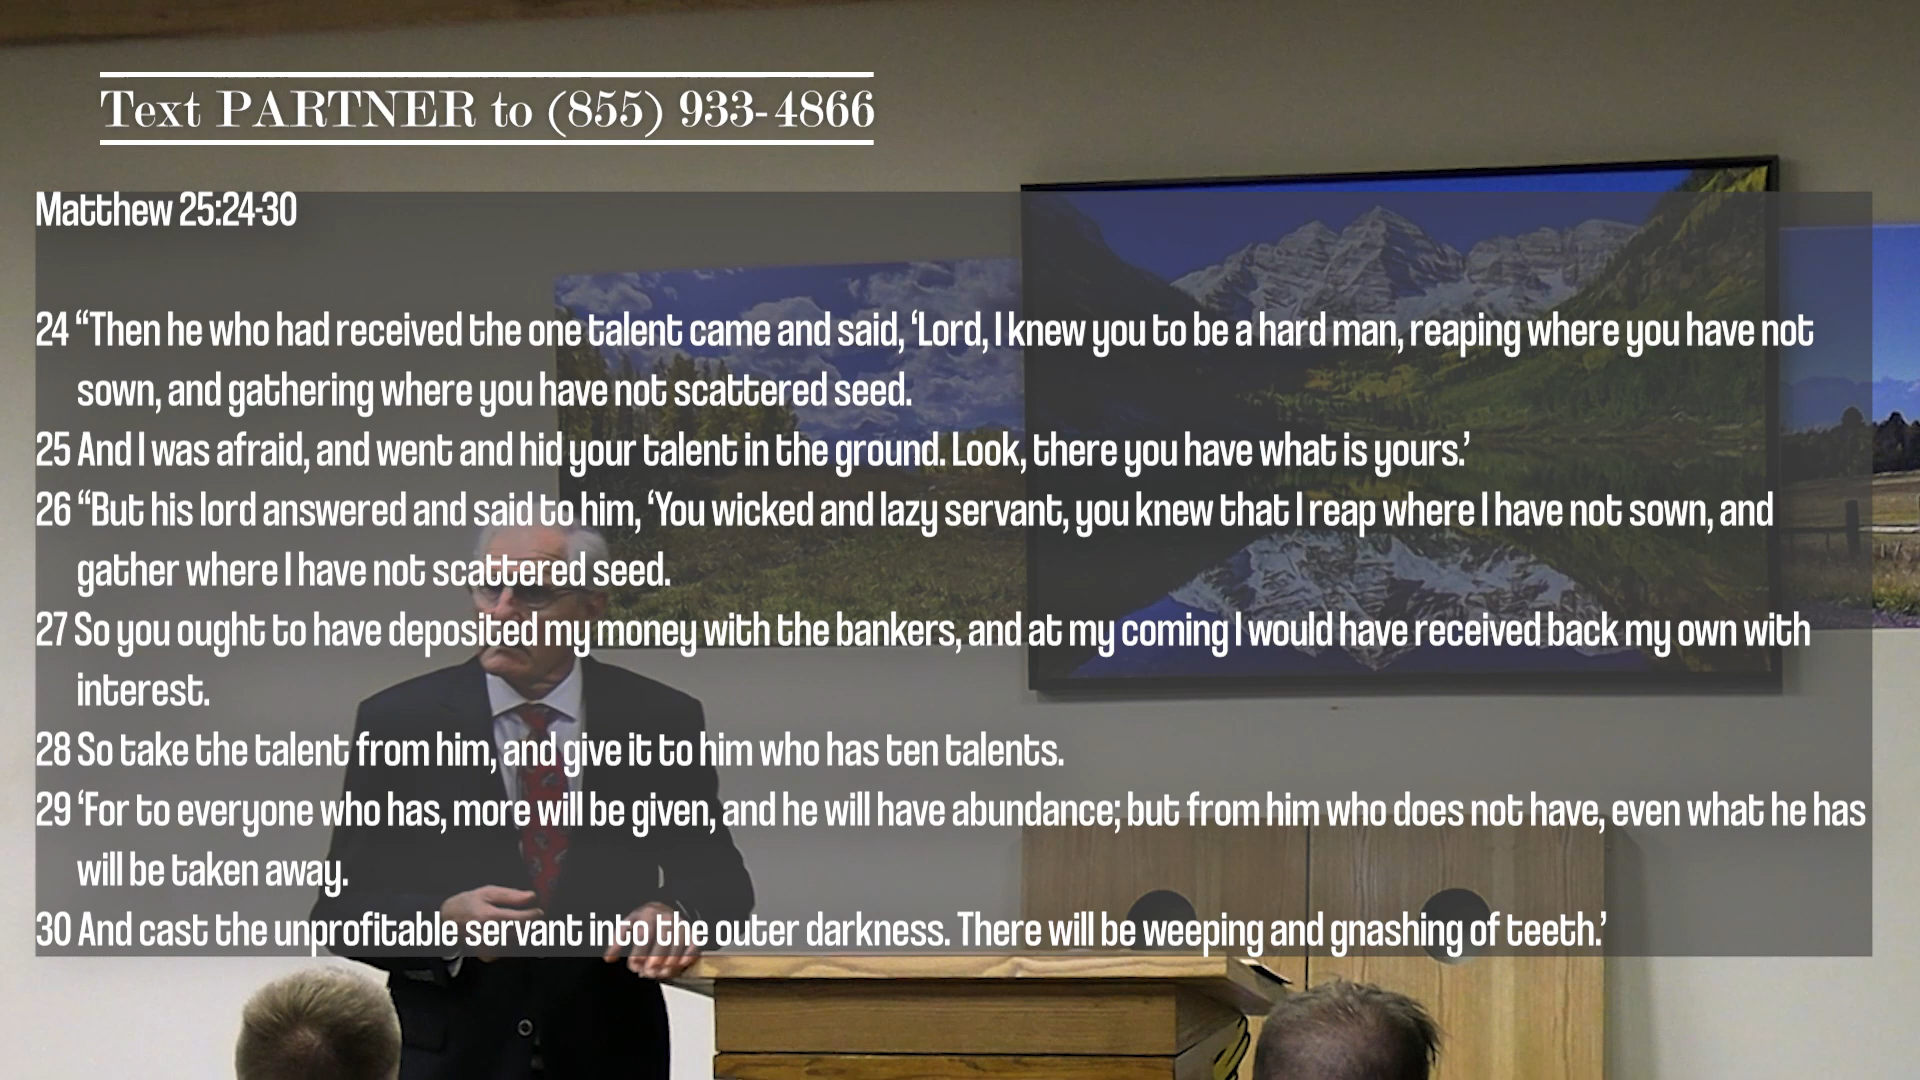 Text PARTNER to (855) 933-4866
Matthew 25:24-30
24 “Then he who had received the one talent came and said, ‘Lord, I knew you to be a hard man, reaping where you have not
sown, and gathering where you have not scattered seed.
25 And I was afraid, and went and hid your talent in the ground. Look, there you have what is yours.’
26 “But his lord answered and said to him, ‘You wicked and lazy servant, you knew that I reap where I have not sown, and
gather where I have not scattered seed.
27 So you ought to have deposited my money with the bankers, and at my coming I would have received back my own with
interest.
28 So take the talent from him, and give it to him who has ten talents.
29 ‘For to everyone who has, more will be given, and he will have abundance; but from him who does not have, even what he has
will be taken away.
30 And cast the unprofitable servant into the outer darkness. There will be weeping and gnashing of teeth.’